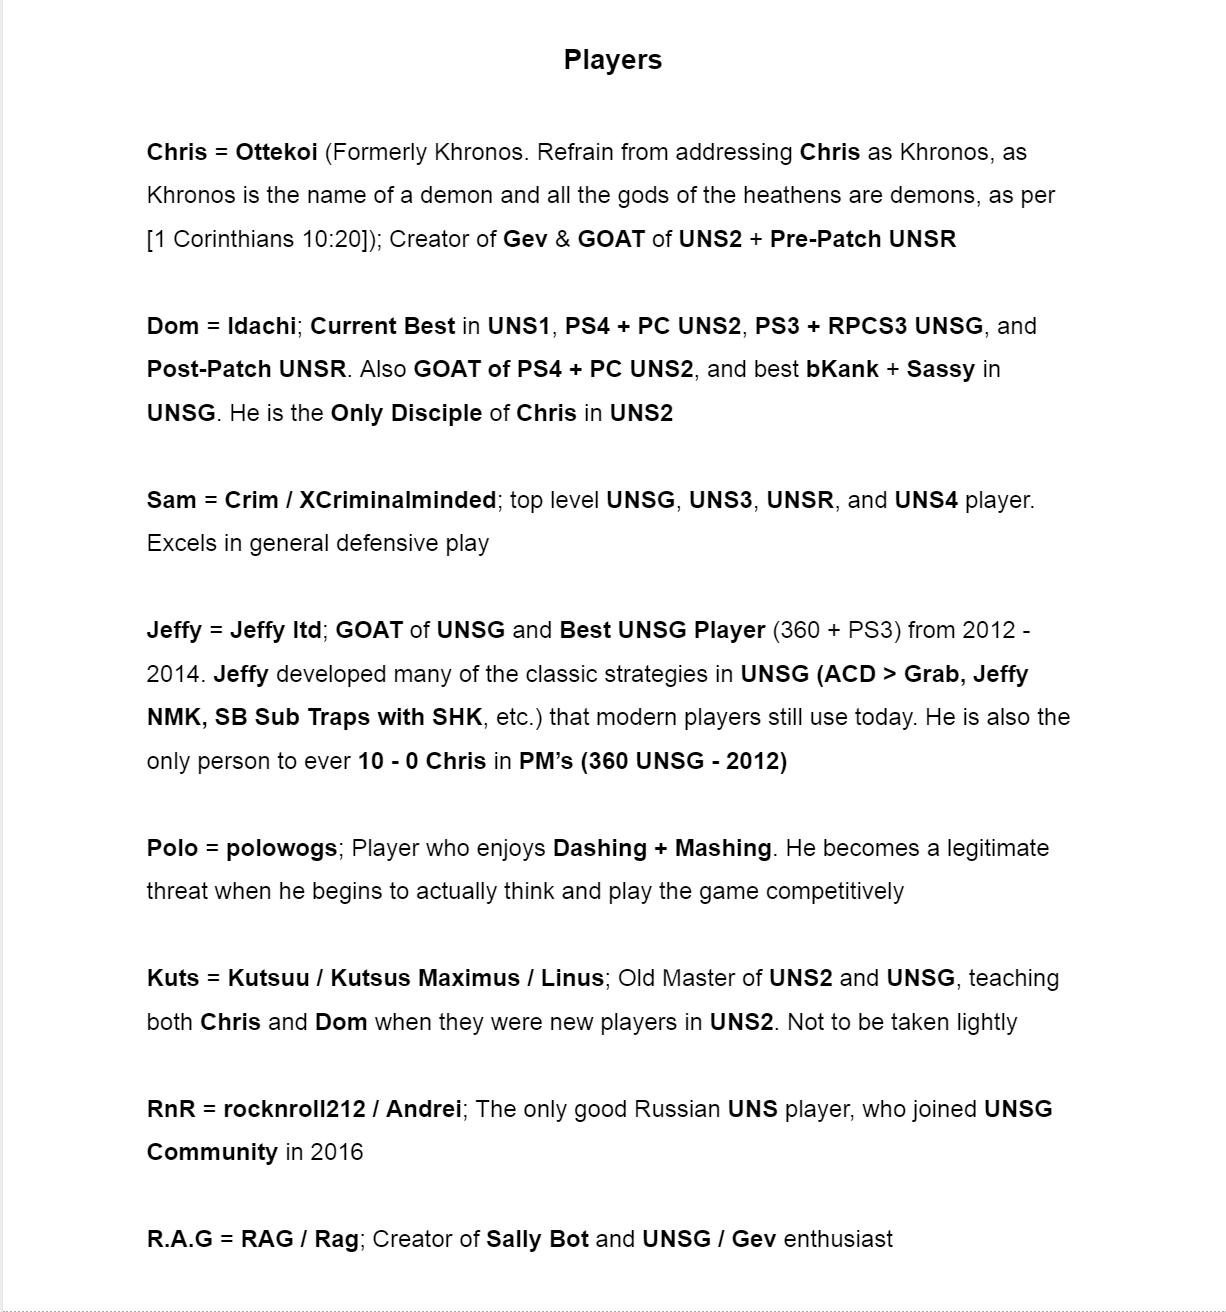 Players
Chris = Ottekoi (Formerly Khronos. Refrain from addressing Chris as Khronos, as
Khronos is the name of a demon and all the gods of the heathens are demons, as per
[1 Corinthians 10:20]); Creator of Gev & GOAT of UNS2 + Pre-Patch UNSR
Dom = Idachi; Current Best in UNS1, PS4 + PC UNS2, PS3 + RPCS3 UNSG, and
Post-Patch UNSR. Also GOAT of PS4 + PC UNS2, and best bKank + Sassy in
UNSG. He is the Only Disciple of Chris in UNS2
Sam = Crim / XCriminalminded; top level UNSG, UNS3, UNSR, and UNS4 player.
Excels in general defensive play
Jeffy = Jeffy ltd; GOAT of UNSG and Best UNSG Player (360 + PS3) from 2012 -
2014. Jeffy developed many of the classic strategies in UNSG (ACD > Grab, Jeffy
NMK, SB Sub Traps with SHK, etc.) that modern players still use today. He is also the
only person to ever 10 - 0 Chris in PM’s (360 UNSG - 2012)
Polo = polowogs; Player who enjoys Dashing + Mashing. He becomes a legitimate
threat when he begins to actually think and play the game competitively
Kuts = Kutsuu / Kutsus Maximus / Linus; Old Master of UNS2 and UNSG, teaching
both Chris and Dom when they were new players in UNS2. Not to be taken lightly
RnR = rocknroll212 / Andrei; The only good Russian UNS player, who joined UNSG
Community in 2016
R.A.G = RAG / Rag; Creator of Sally Bot and UNSG / Gev enthusiast